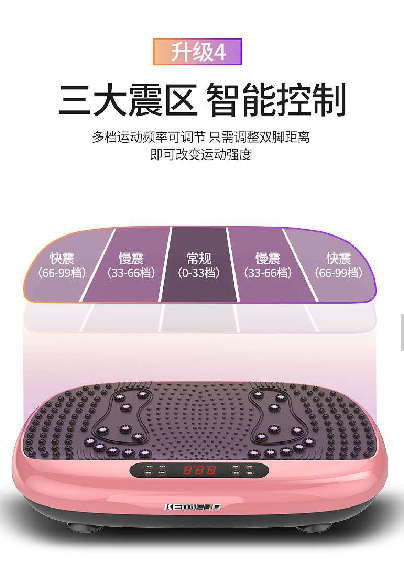 升级4
三大震区 智能控制
多档运动频率可调节 只需调整双脚距离
即可改变运动强度
快震 慢震 常规 慢震 快震
(66-99档) (33-66档) (0-33档) (33-66档) (66-99档)
888